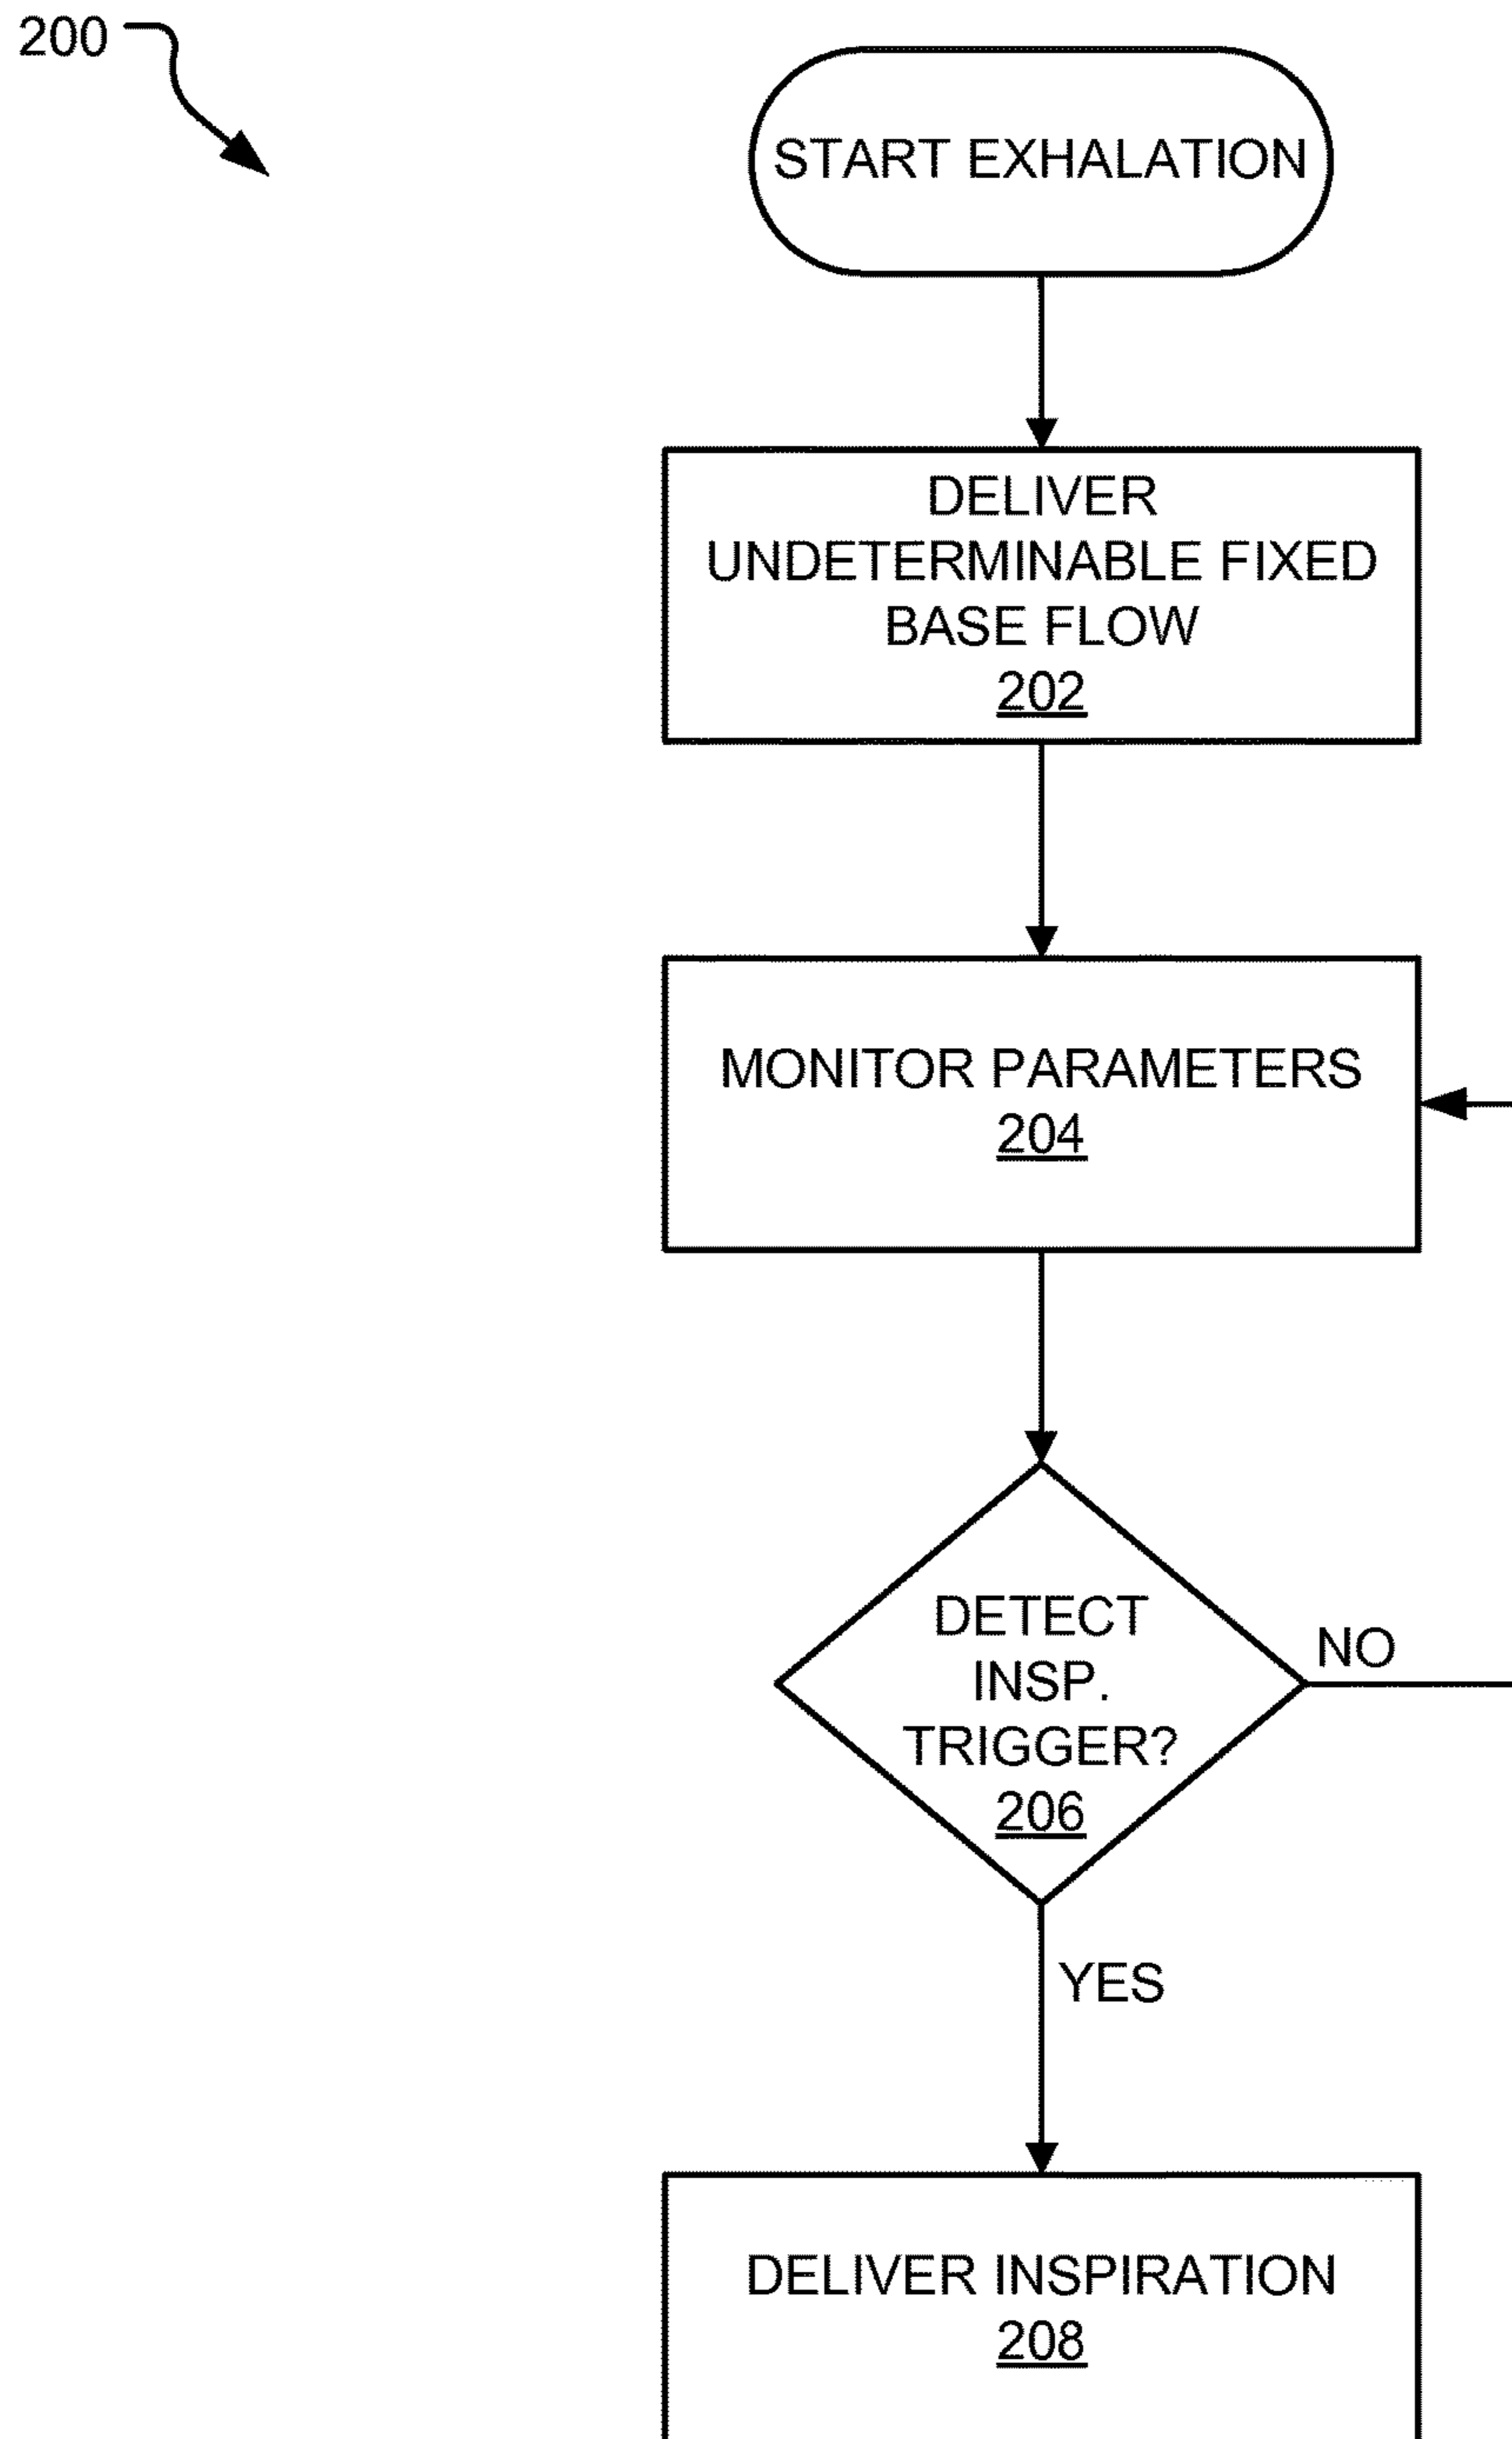 200
START EXHALATION
DELIVER
UNDETERMINABLE FIXED
BASE FLOW
202
MONITOR PARAMETERS
204
DETECT
INSP.
TRIGGER?
206
NO
YES
DELIVER INSPIRATION
208